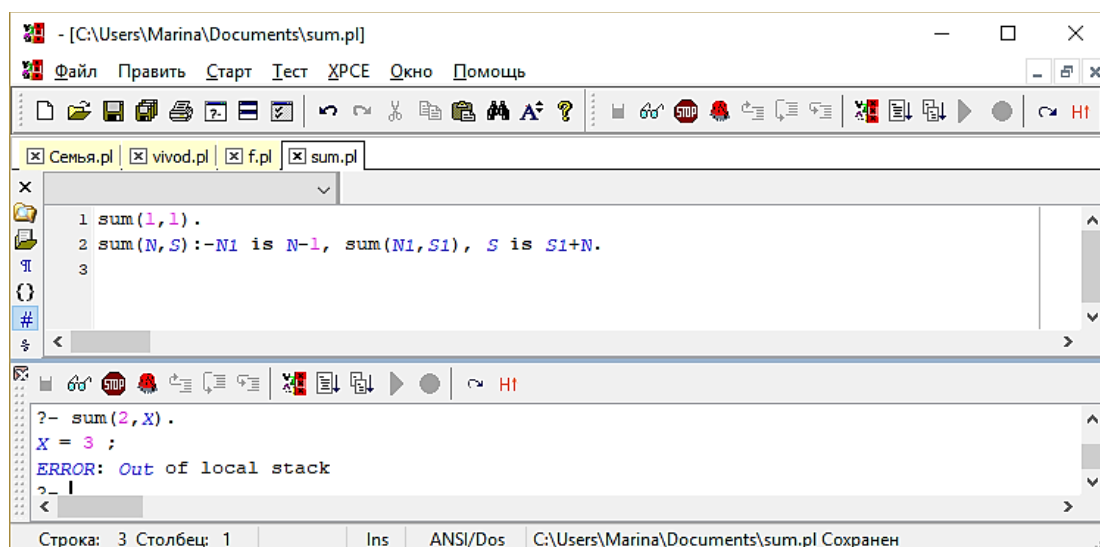 - [C:\Users\Marina\Documents\sum.pl]
Файл Править Старт Тест XPCE Окно Помощь
Семья.pl vivod.pl f.pl sum.pl
1 sum(1,1).
2 sum(N,S):-N1 is N-1, sum(N1,S1), S is S1+N.
3
?- sum(2,X).
X = 3 ;
ERROR: Out of local stack
?-
Строка: 3 Столбец: 1 Ins ANSI/Dos C:\Users\Marina\Documents\sum.pl Сохранен